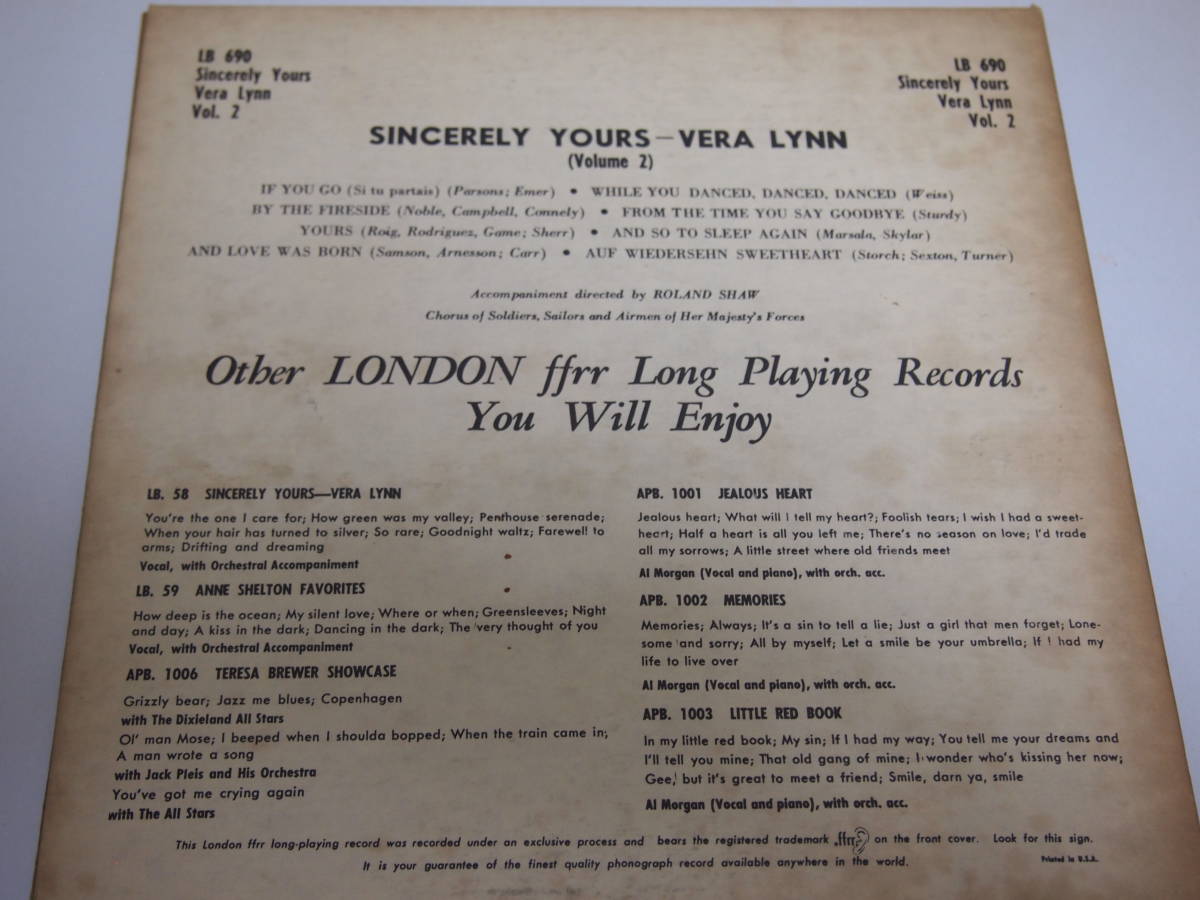 LB 690
Sincerely Yours
Vera Lynn
Vol. 2
LB 690
Sincerely Yours
Vera Lynn
Vol. 2
SINCERELY YOURS—VERA LYNN
(Volume 2)
IF YOU GO (Si tu partais) (Parsons; Emer) • WHILE YOU DANCED, DANCED, DANCED (Weiss)
BY THE FIRESIDE (Noble, Campbell, Connely) • FROM THE TIME YOU SAY GOODBYE (Sturdy)
YOURS (Roig, Rodriguez, Game; Sherr) • AND SO TO SLEEP AGAIN (Marsala, Skylar)
AND LOVE WAS BORN (Samson, Arnesson; Carr) • AUF WIEDERSEHN SWEETHEART (Storch; Sexton, Turner)
Accompaniment directed by ROLAND SHAW
Chorus of Soldiers, Sailors and Airmen of Her Majesty's Forces
Other LONDON ffrr Long Playing Records
You Will Enjoy
LB. 58 SINCERELY YOURS—VERA LYNN
You're the one I care for; How green was my valley; Penthouse serenade;
When your hair has turned to silver; So rare; Goodnight waltz; Farewell to
arms; Drifting and dreaming
Vocal, with Orchestral Accompaniment
LB. 59 ANNE SHELTON FAVORITES
How deep is the ocean; My silent love; Where or when; Greensleeves; Night
and day; A kiss in the dark; Dancing in the dark; The very thought of you
Vocal, with Orchestral Accompaniment
APB. 1006 TERESA BREWER SHOWCASE
Grizzly bear; Jazz me blues; Copenhagen
with The Dixieland All Stars
Ol' man Mose; I beeped when I shoulda bopped; When the train came in;
A man wrote a song
with Jack Pleis and His Orchestra
You've got me crying again
with The All Stars
APB. 1001 JEALOUS HEART
Jealous heart; What will I tell my heart?; Foolish tears; I wish I had a sweet-
heart; Half a heart is all you left me; There's no season on love; I'd trade
all my sorrows; A little street where old friends meet
Al Morgan (Vocal and piano), with orch. acc.
APB. 1002 MEMORIES
Memories; Always; It's a sin to tell a lie; Just a girl that men forget; Lone-
some and sorry; All by myself; Let a smile be your umbrella; If I had my
life to live over
Al Morgan (Vocal and piano), with orch. acc.
APB. 1003 LITTLE RED BOOK
In my little red book; My sin; If I had my way; You tell me your dreams and
I'll tell you mine; That old gang of mine; I wonder who's kissing her now;
Gee, but it's great to meet a friend; Smile, darn ya, smile
Al Morgan (Vocal and piano), with orch. acc.
This London ffrr long-playing record was recorded under an exclusive process and bears the registered trademark ffrr on the front cover. Look for this sign.
It is your guarantee of the finest quality phonograph record available anywhere in the world.
Printed in U.S.A.